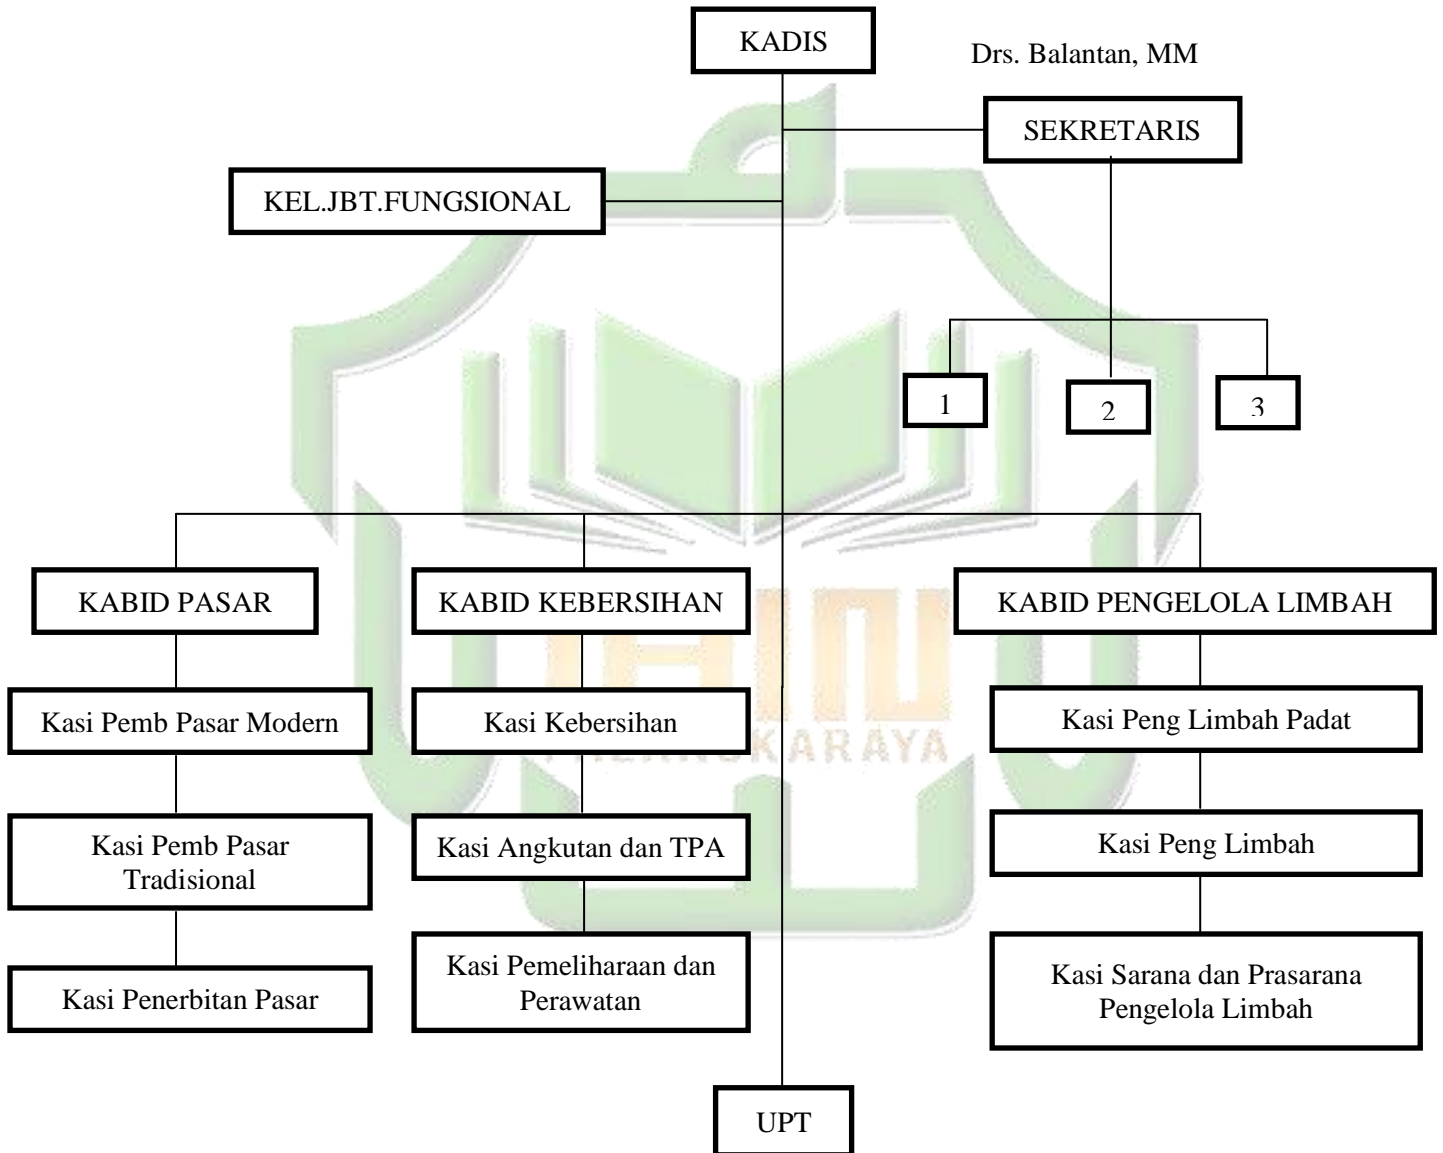 KADIS
Drs. Balantan, MM
SEKRETARIS
KEL.JBT.FUNGSIONAL
1
2
3
KABID PASAR
KABID KEBERSIHAN
KABID PENGELOLA LIMBAH
Kasi Pemb Pasar Modern
Kasi Kebersihan
Kasi Peng Limbah Padat
Kasi Pemb Pasar
Tradisional
Kasi Angkutan dan TPA
Kasi Peng Limbah
Kasi Penerbitan Pasar
Kasi Pemeliharaan dan
Perawatan
Kasi Sarana dan Prasarana
Pengelola Limbah
UPT